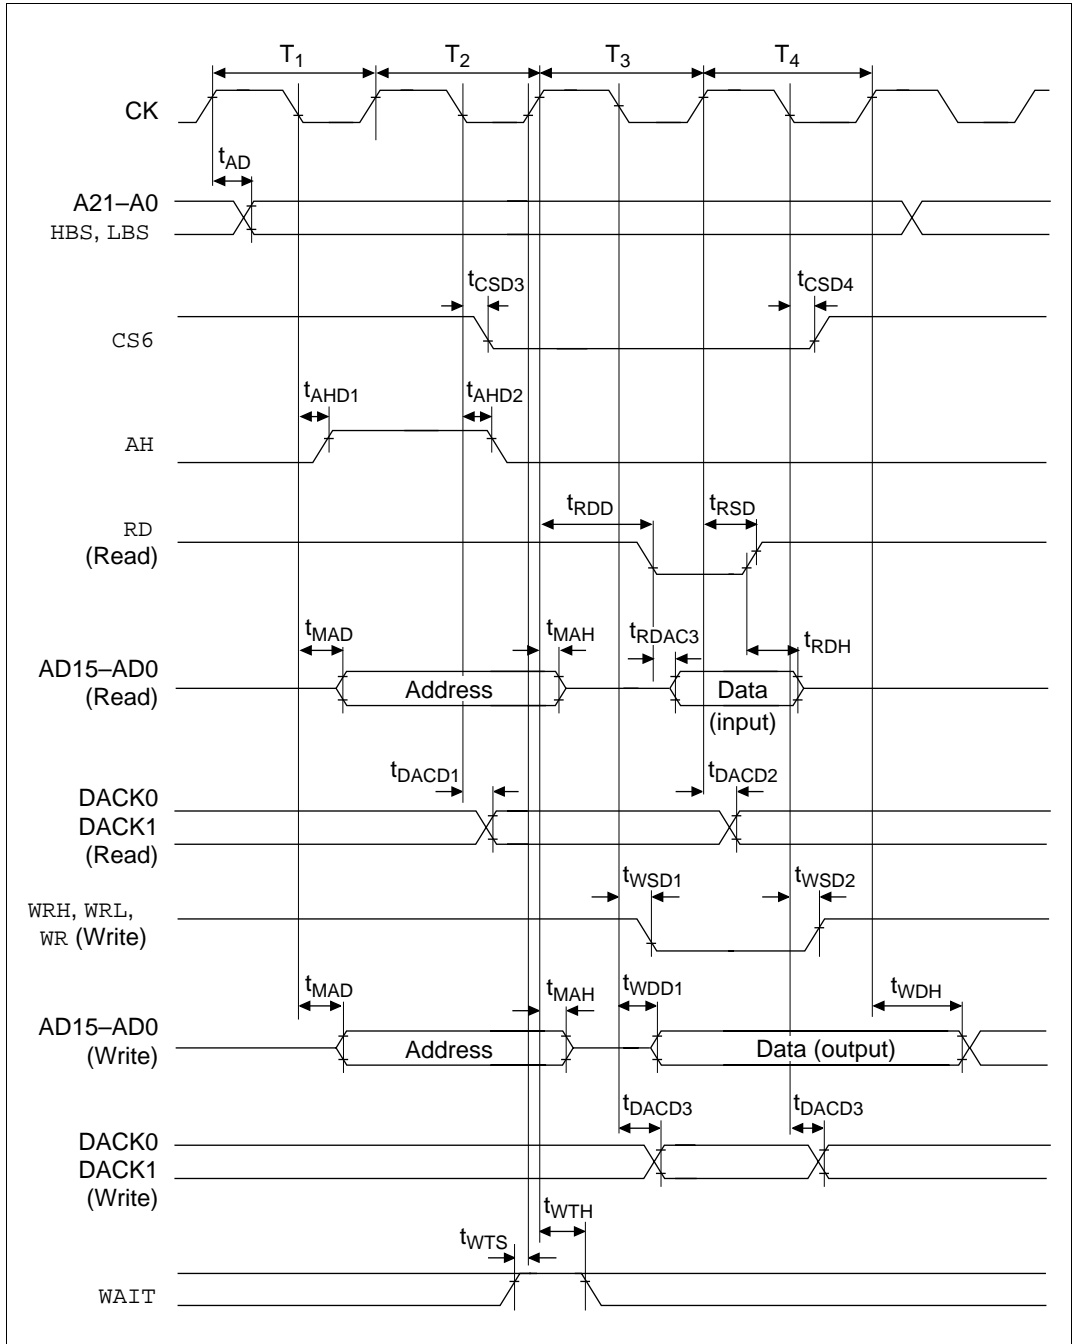 T1 T2 T3 T4
CK
tAD
A21–A0
HBS, LBS
tCSD3 tCSD4
CS6
tAHD1 tAHD2
AH
tRDD tRSD
RD
(Read)
tMAD tMAH tRDAC3 tRDH
AD15–AD0
(Read)
Address Data
(input)
tDACD1 tDACD2
DACK0
DACK1
(Read)
tWSD1 tWSD2
WRH, WRL,
WR (Write)
tMAD tMAH tWDD1 tWDH
AD15–AD0
(Write)
Address Data (output)
tDACD3 tDACD3
DACK0
DACK1
(Write)
tWTH
tWTS
WAIT